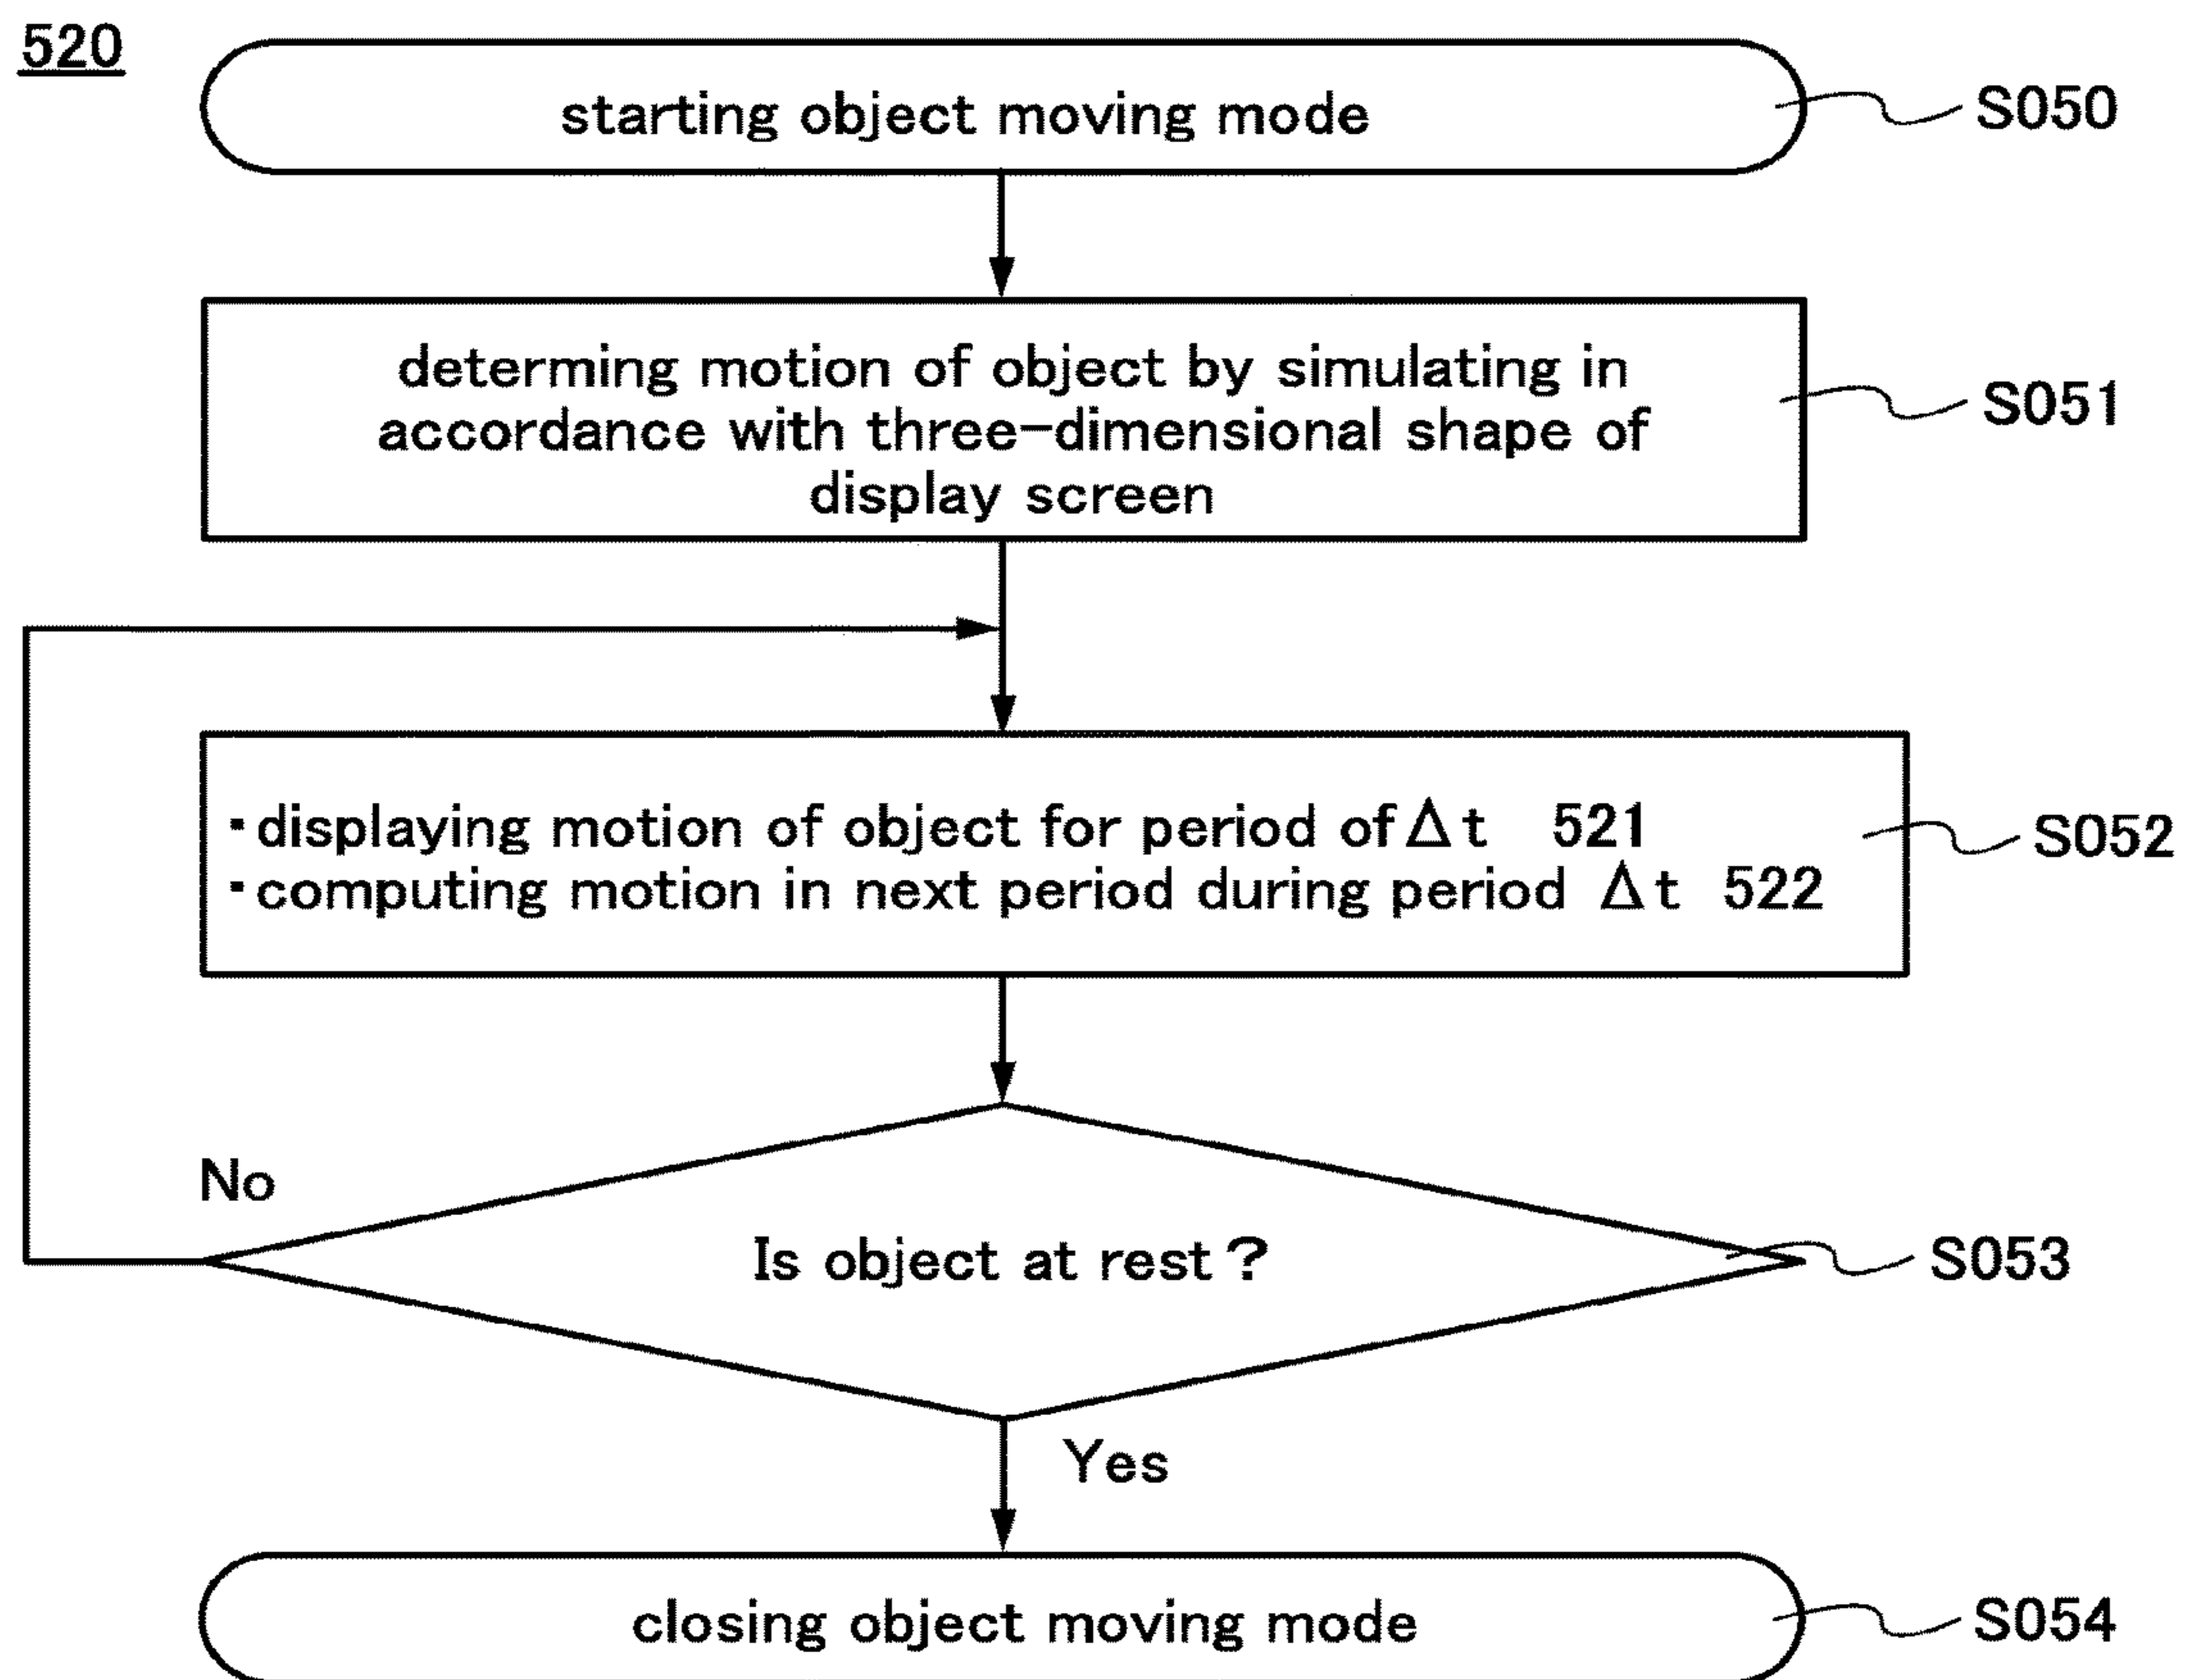 520
starting object moving mode
S050
determing motion of object by simulating in
accordance with three-dimensional shape of
display screen
S051
・displaying motion of object for period of Δt 521
・computing motion in next period during period Δt 522
S052
No
Is object at rest?
S053
Yes
closing object moving mode
S054